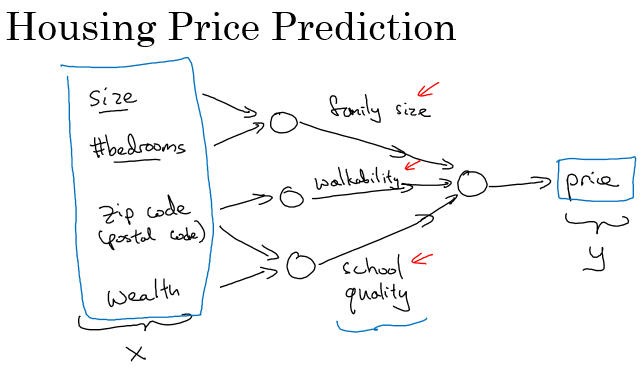 Housing Price Prediction
size
#bedrooms
zip code
(postal code)
wealth
X
family size
walkability
school
quality
price
y